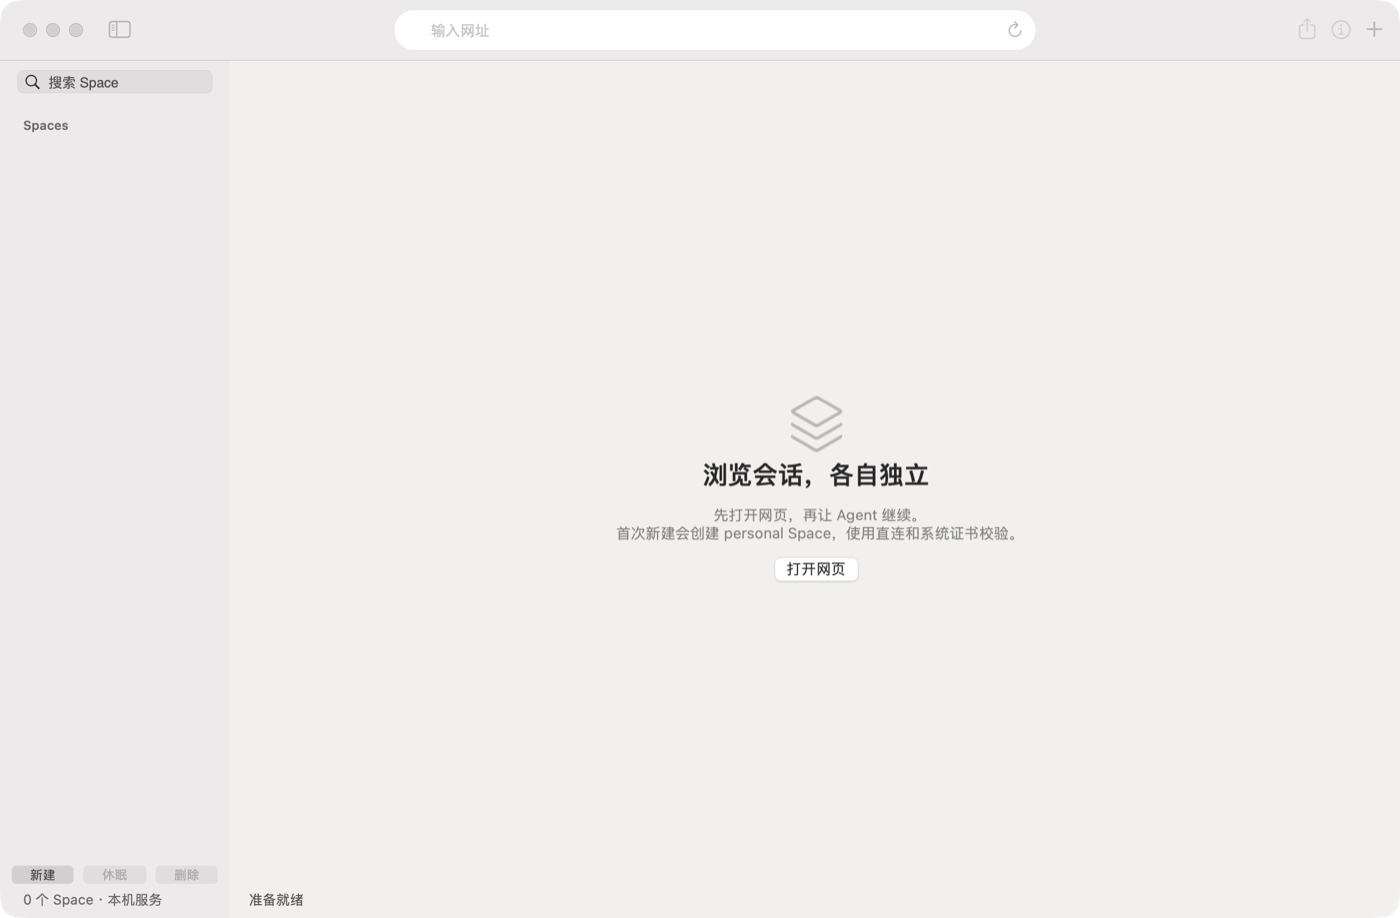 输入网址
搜索 Space
Spaces
浏览会话，各自独立
先打开网页，再让 Agent 继续。
首次新建会创建 personal Space，使用直连和系统证书校验。
打开网页
新建
休眠
删除
0 个 Space · 本机服务
准备就绪